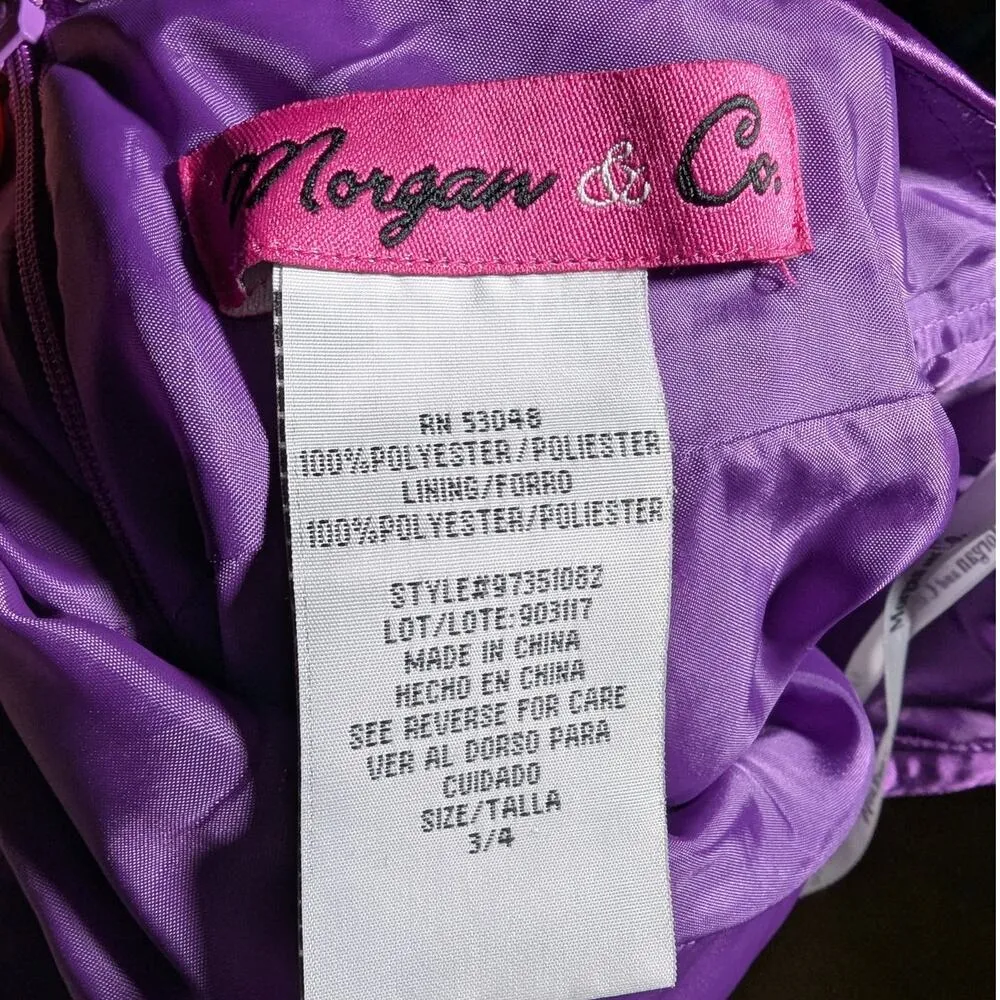 Morgan & Co.
RN 53048
100%POLYESTER/POLIESTER
LINING/FORRO
100%POLYESTER/POLIESTER
STYLE#97351082
LOT/LOTE:903117
MADE IN CHINA
HECHO EN CHINA
SEE REVERSE FOR CARE
VER AL DORSO PARA
CUIDADO
SIZE/TALLA
3/4